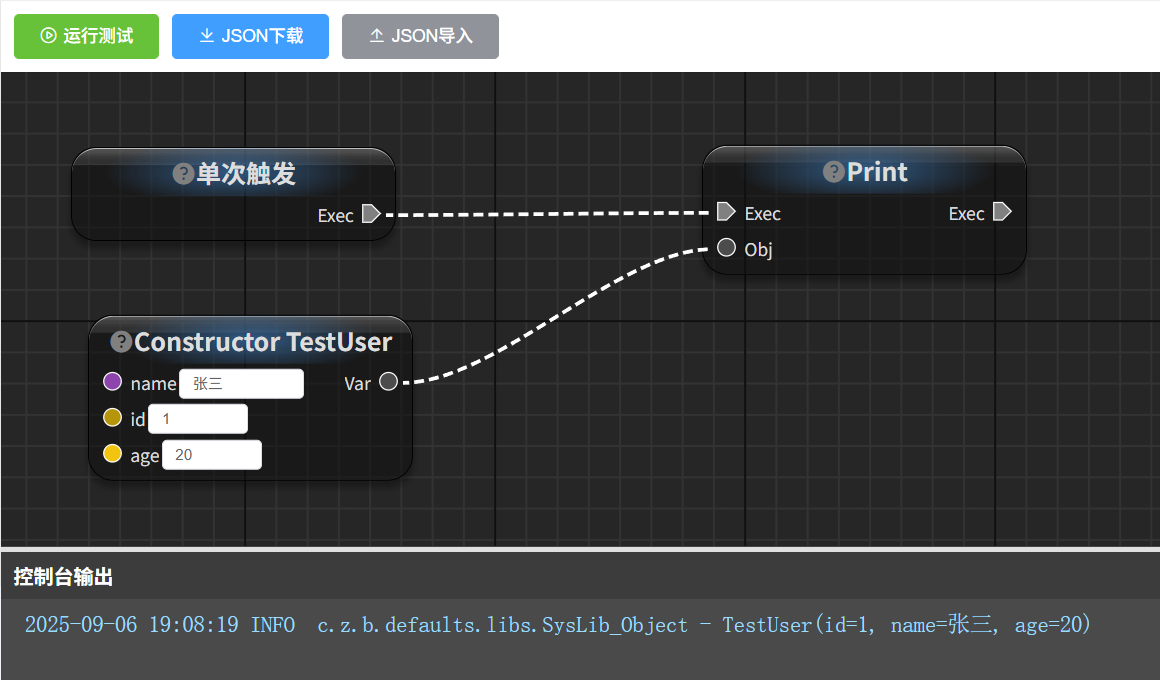 运行测试 JSON下载 JSON导入
?单次触发
Exec
?Print
Exec Exec
Obj
?Constructor TestUser
name 张三 Var
id 1
age 20
控制台输出
2025-09-06 19:08:19 INFO  c.z.b.defaults.libs.SysLib_Object - TestUser(id=1, name=张三, age=20)